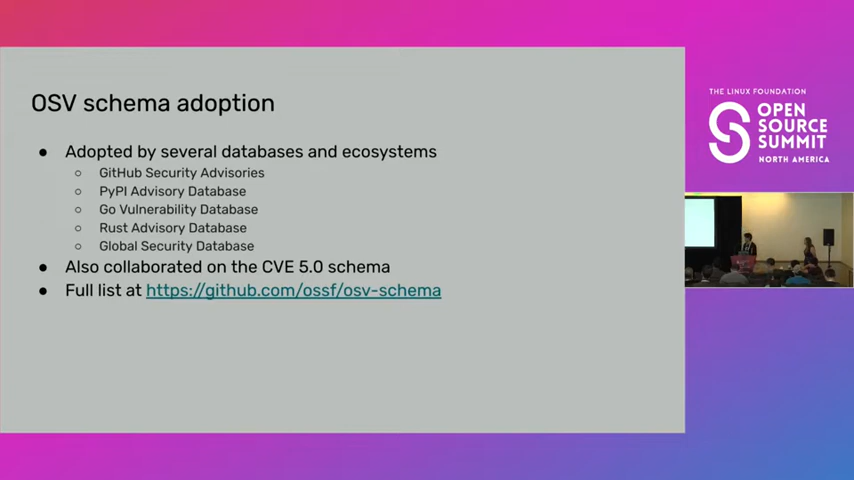 OSV schema adoption
● Adopted by several databases and ecosystems
○ GitHub Security Advisories
○ PyPI Advisory Database
○ Go Vulnerability Database
○ Rust Advisory Database
○ Global Security Database
● Also collaborated on the CVE 5.0 schema
● Full list at https://github.com/ossf/osv-schema
THE LINUX FOUNDATION
OPEN
SOURCE
SUMMIT
NORTH AMERICA